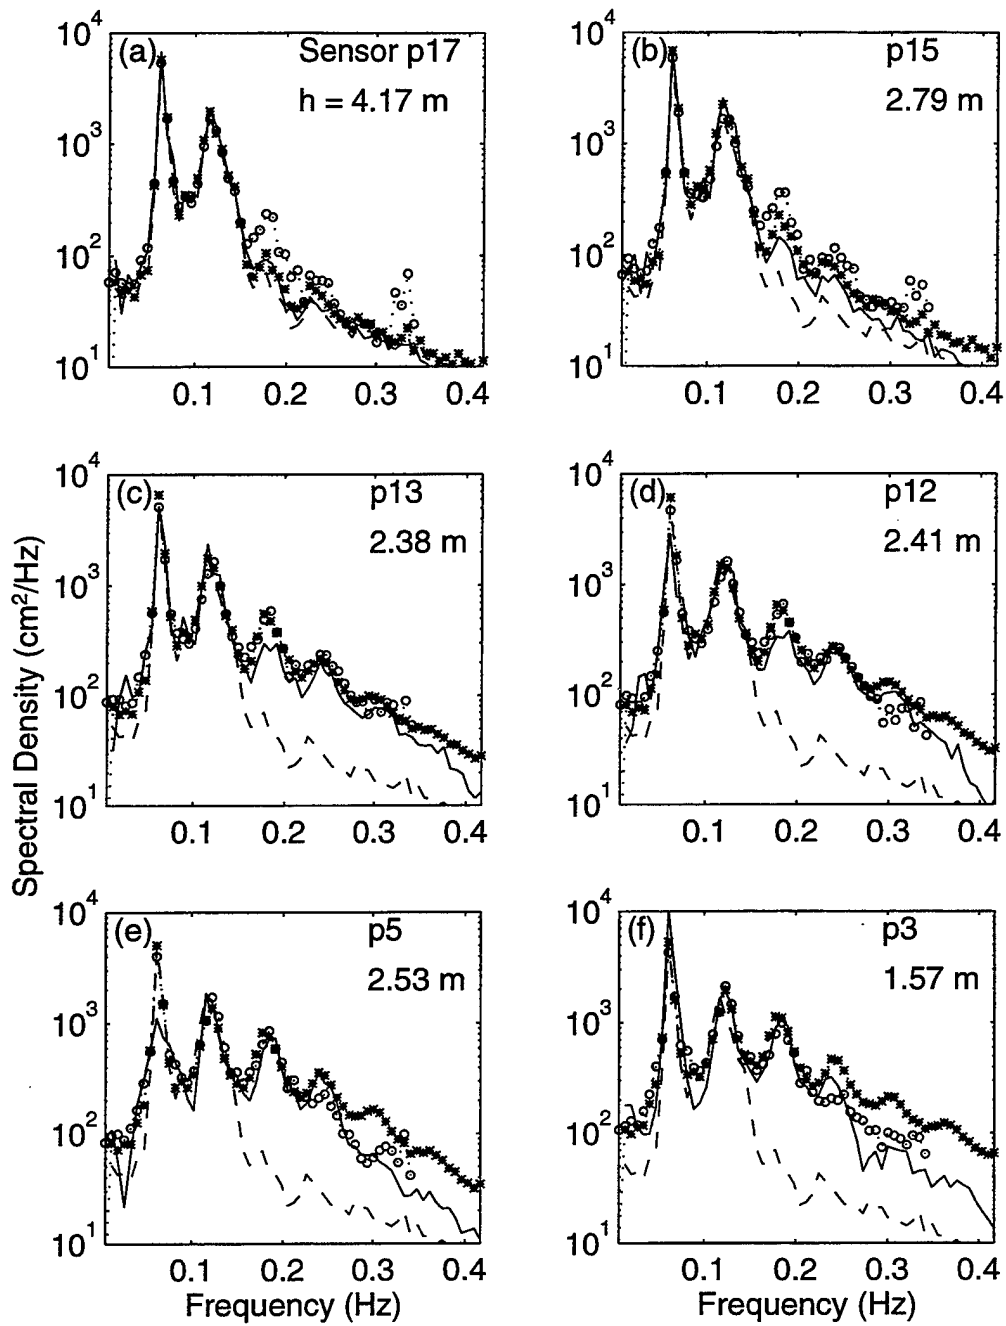 (a) Sensor p17
h = 4.17 m
10^4
10^3
10^2
10^1
0.1 0.2 0.3 0.4
(b) p15
2.79 m
10^4
10^3
10^2
10^1
0.1 0.2 0.3 0.4
(c) p13
2.38 m
10^4
10^3
10^2
10^1
0.1 0.2 0.3 0.4
(d) p12
2.41 m
10^4
10^3
10^2
10^1
0.1 0.2 0.3 0.4
Spectral Density (cm^2/Hz)
(e) p5
2.53 m
10^4
10^3
10^2
10^1
0.1 0.2 0.3 0.4
Frequency (Hz)
(f) p3
1.57 m
10^4
10^3
10^2
10^1
0.1 0.2 0.3 0.4
Frequency (Hz)